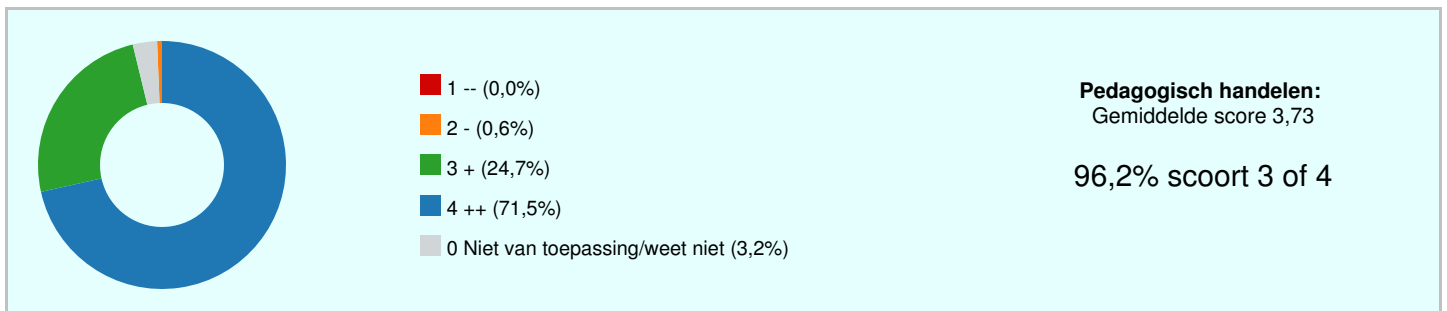 1 -- (0,0%)
2 - (0,6%)
3 + (24,7%)
4 ++ (71,5%)
0 Niet van toepassing/weet niet (3,2%)
Pedagogisch handelen:
Gemiddelde score 3,73
96,2% scoort 3 of 4